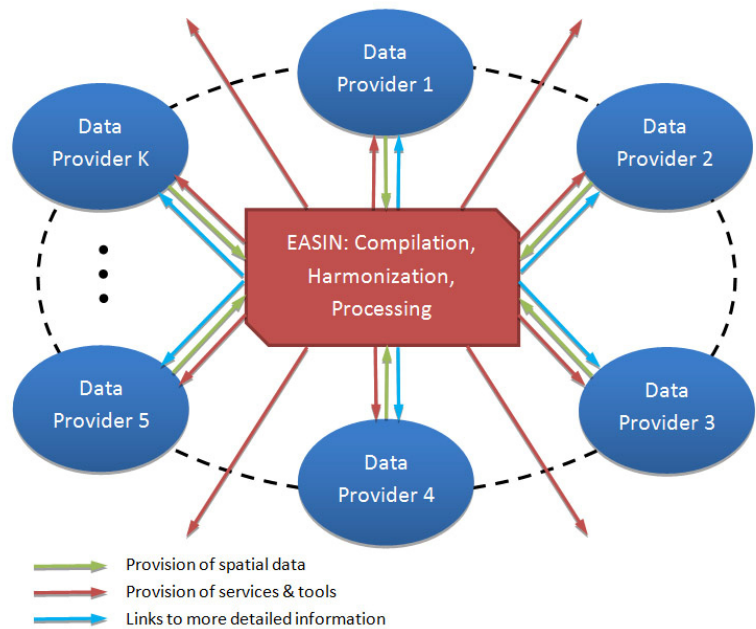 Data
Provider 1
Data
Provider K
Data
Provider 2
EASIN: Compilation,
Harmonization,
Processing
Data
Provider 5
Data
Provider 3
Data
Provider 4
Provision of spatial data
Provision of services & tools
Links to more detailed information